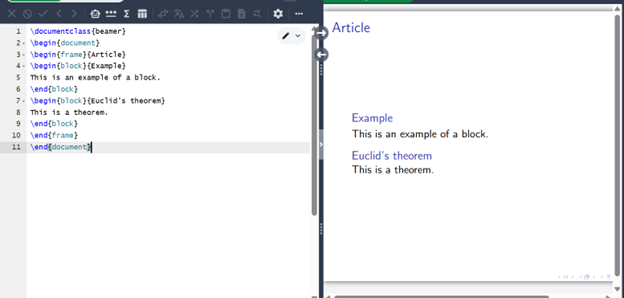 1 \documentclass{beamer}
2 \begin{document}
3 \begin{frame}{Article}
4 \begin{block}{Example}
5 This is an example of a block.
6 \end{block}
7 \begin{block}{Euclid's theorem}
8 This is a theorem.
9 \end{block}
10 \end{frame}
11 \end{document}
Article
Example
This is an example of a block.
Euclid's theorem
This is a theorem.